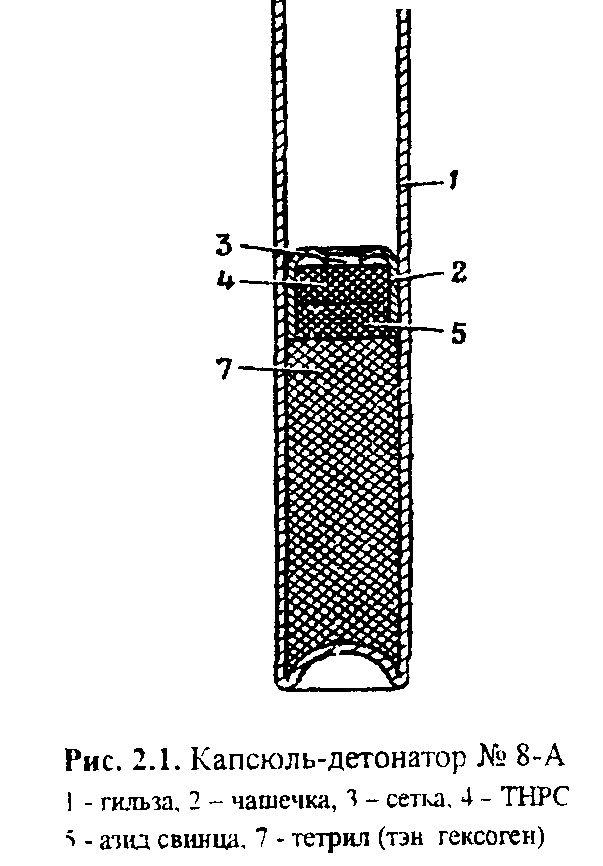 1
3
2
4
5
7
Рис. 2.1. Капсюль-детонатор № 8-А
1 - гильза, 2 – чашечка, 3 – сетка, 4 - ТНРС
5 - азид свинца, 7 - тетрил (тэн гексоген)